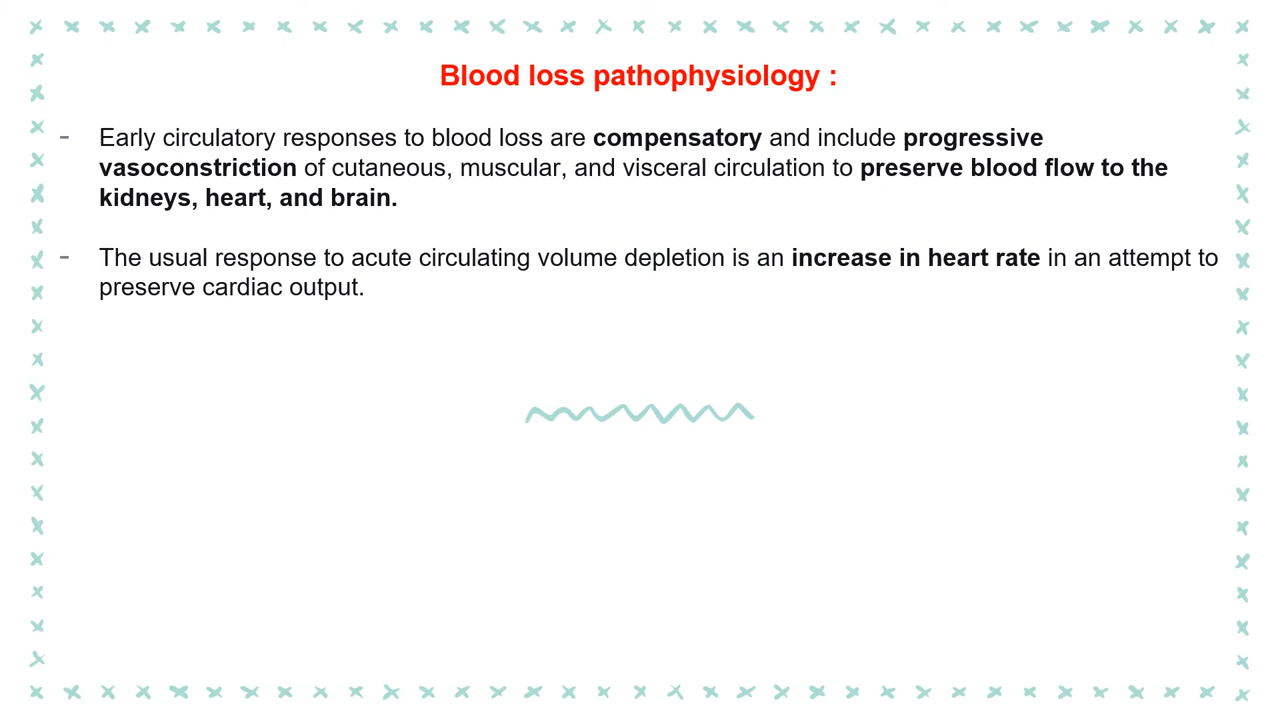 Blood loss pathophysiology :
- Early circulatory responses to blood loss are compensatory and include progressive
vasoconstriction of cutaneous, muscular, and visceral circulation to preserve blood flow to the
kidneys, heart, and brain.
- The usual response to acute circulating volume depletion is an increase in heart rate in an attempt to
preserve cardiac output.